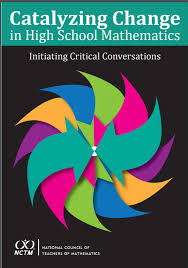 Catalyzing Change
in High School Mathematics
Initiating Critical Conversations
NCTM
NATIONAL COUNCIL OF
TEACHERS OF MATHEMATICS